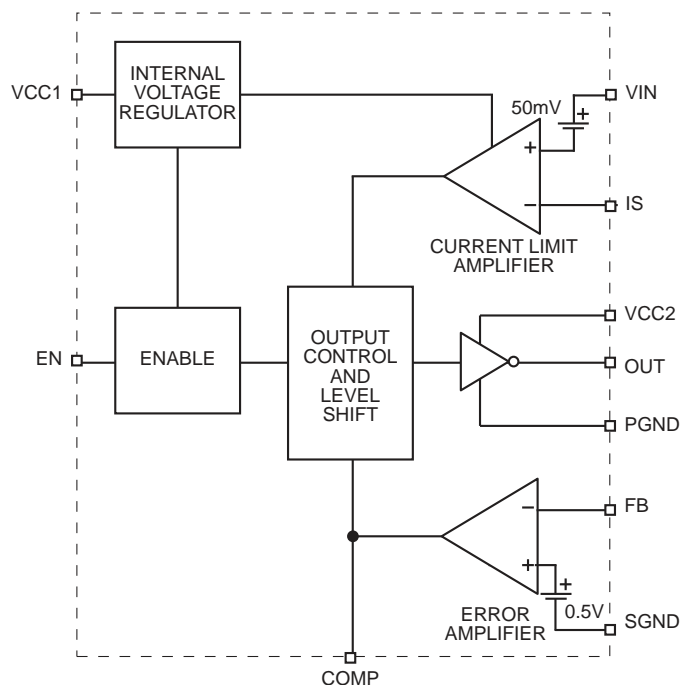 INTERNAL
VOLTAGE
REGULATOR
VCC1
50mV
+
VIN
+
−
IS
CURRENT LIMIT
AMPLIFIER
EN
ENABLE
OUTPUT
CONTROL
AND
LEVEL
SHIFT
VCC2
OUT
PGND
−
FB
+
+
0.5V
SGND
ERROR
AMPLIFIER
COMP